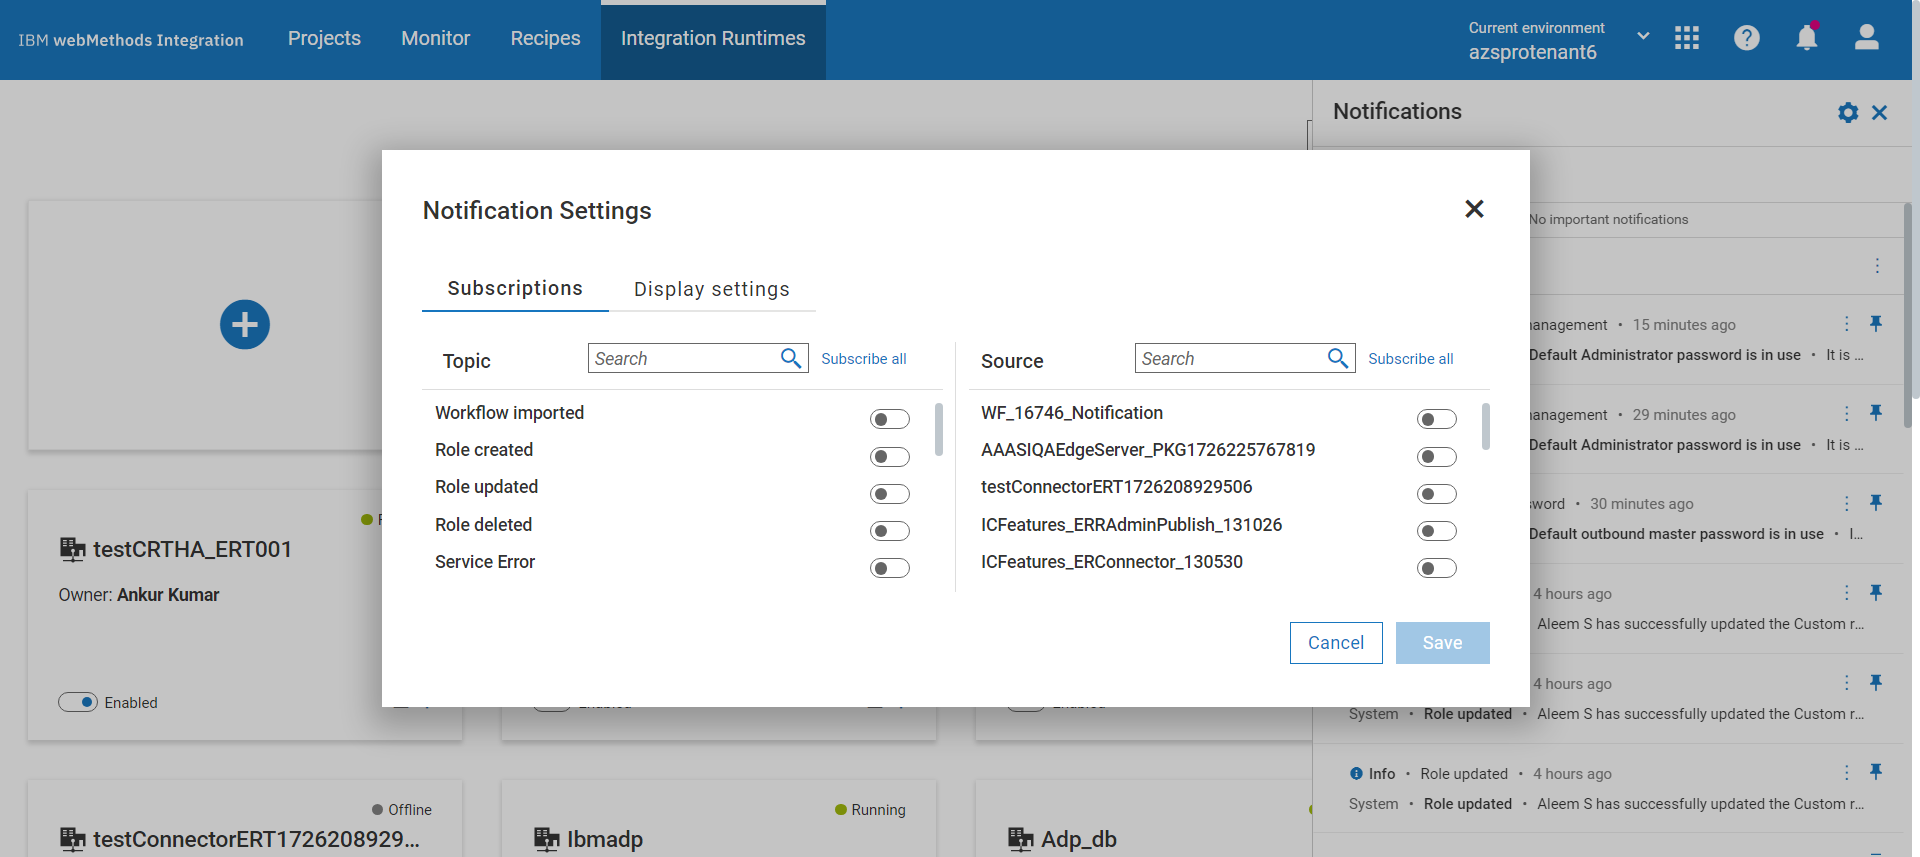 IBM webMethods Integration
Projects
Monitor
Recipes
Integration Runtimes
Current environment
azsprotenant6
Notifications
No important notifications
Notification Settings
Subscriptions
Display settings
Topic
Search
Subscribe all
Workflow imported
Role created
Role updated
Role deleted
Service Error
Source
Search
Subscribe all
WF_16746_Notification
AAASIQAEdgeServer_PKG1726225767819
testConnectorERT1726208929506
ICFeatures_ERRAdminPublish_131026
ICFeatures_ERConnector_130530
Cancel
Save
testCRTHA_ERT001
Owner: Ankur Kumar
Enabled
Offline
testConnectorERT1726208929...
Running
Ibmadp
Adp_db
• 15 minutes ago
Default Administrator password is in use • It is ...
• 29 minutes ago
Default Administrator password is in use • It is ...
• 30 minutes ago
Default outbound master password is in use • I...
4 hours ago
Aleem S has successfully updated the Custom r...
4 hours ago
System • Role updated • Aleem S has successfully updated the Custom r...
Info • Role updated • 4 hours ago
System • Role updated • Aleem S has successfully updated the Custom r...